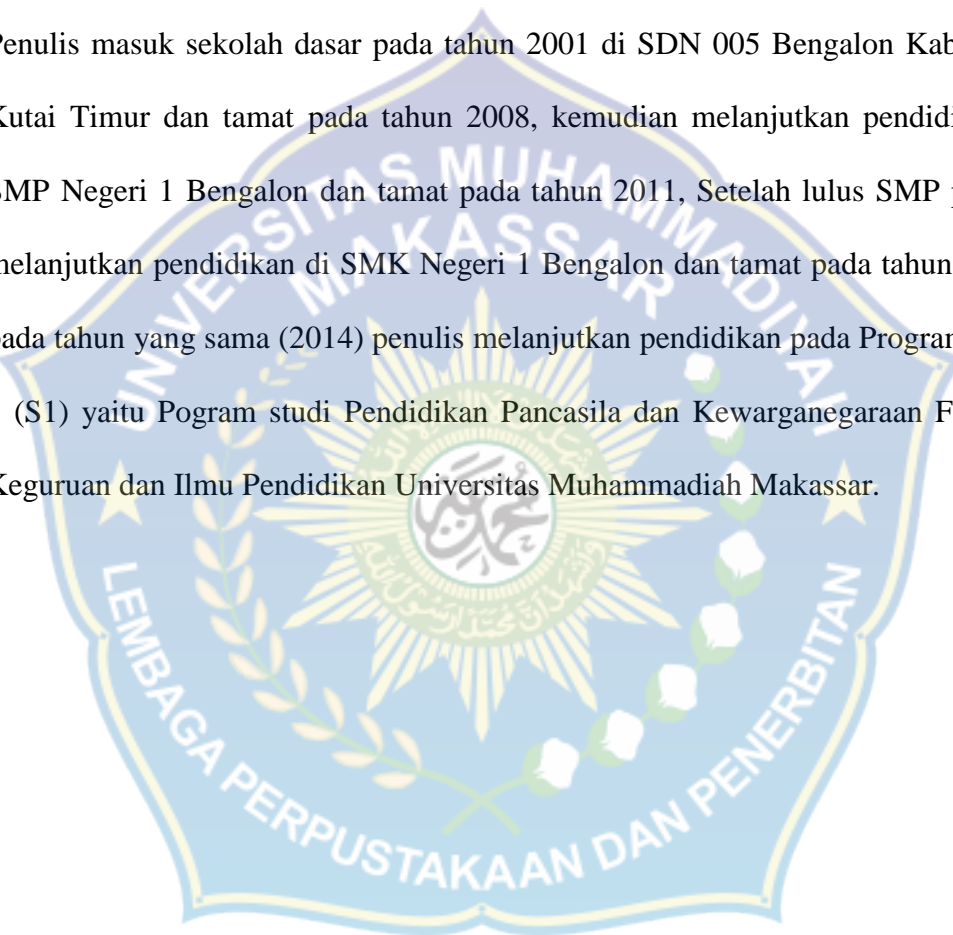 Penulis masuk sekolah dasar pada tahun 2001 di SDN 005 Bengalon Kab
Kutai Timur dan tamat pada tahun 2008, kemudian melanjutkan pendidi
SMP Negeri 1 Bengalon dan tamat pada tahun 2011, Setelah lulus SMP
melanjutkan pendidikan di SMK Negeri 1 Bengalon dan tamat pada tahun
pada tahun yang sama (2014) penulis melanjutkan pendidikan pada Program
(S1) yaitu Pogram studi Pendidikan Pancasila dan Kewarganegaraan F
Keguruan dan Ilmu Pendidikan Universitas Muhammadiah Makassar.
UNIVERSITAS MUHAMMADIYAH
MAKASSAR
LEMBAGA PERPUSTAKAAN DAN PENERBITAN